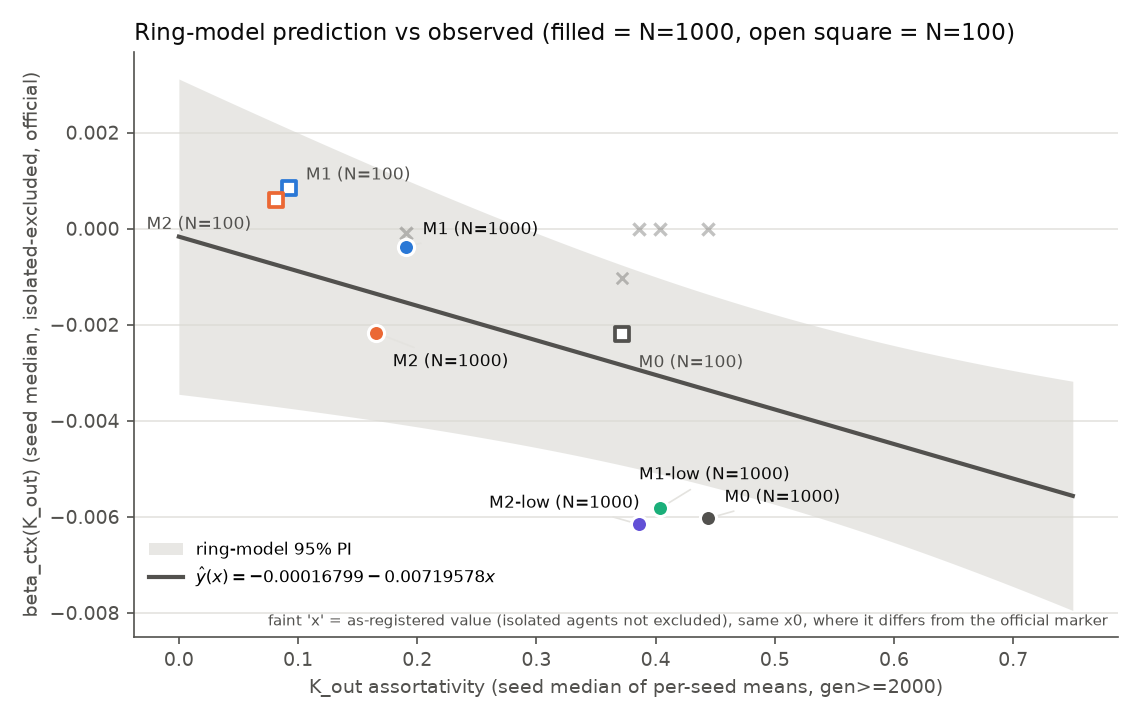 Ring-model prediction vs observed (filled = N=1000, open square = N=100)
beta_ctx(K_out) (seed median, isolated-excluded, official)
0.002
0.000
−0.002
−0.004
−0.006
−0.008
M1 (N=100)
M2 (N=100)
M1 (N=1000)
M2 (N=1000)
M0 (N=100)
M1-low (N=1000)
M2-low (N=1000)
M0 (N=1000)
ring-model 95% PI
ŷ(x) = −0.00016799 − 0.00719578x
faint 'x' = as-registered value (isolated agents not excluded), same x0, where it differs from the official marker
0.0 0.1 0.2 0.3 0.4 0.5 0.6 0.7
K_out assortativity (seed median of per-seed means, gen>=2000)